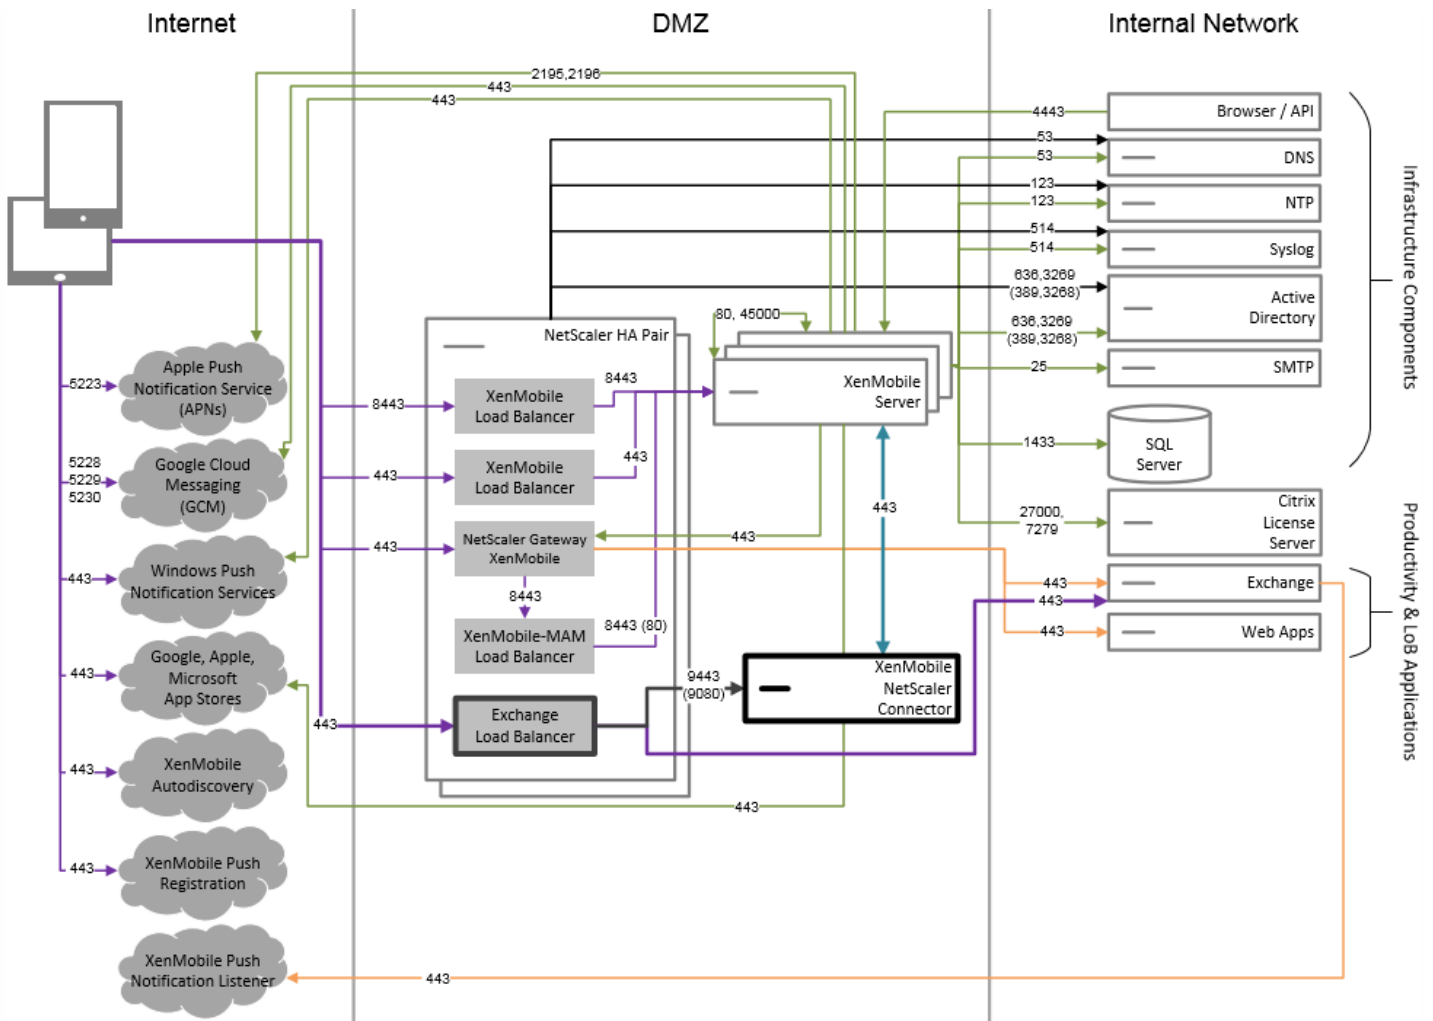 Internet
DMZ
Internal Network
2195,2196
443
443
4443
53
53
123
123
514
514
636,3269
(389,3268)
636,3269
(389,3268)
25
1433
27000,
7279
443
443
443
Browser / API
DNS
NTP
Syslog
Active
Directory
SMTP
SQL
Server
Citrix
License
Server
Exchange
Web Apps
Infrastructure Components
Productivity & LoB Applications
5223
5228
5229
5230
443
443
443
443
Apple Push
Notification Service
(APNs)
Google Cloud
Messaging
(GCM)
Windows Push
Notification Services
Google, Apple,
Microsoft
App Stores
XenMobile
Autodiscovery
XenMobile Push
Registration
XenMobile Push
Notification Listener
8443
443
443
443
NetScaler HA Pair
XenMobile
Load Balancer
XenMobile
Load Balancer
NetScaler Gateway
XenMobile
8443
XenMobile-MAM
Load Balancer
Exchange
Load Balancer
8443
443
8443 (80)
9443
(9080)
80, 45000
XenMobile
Server
443
443
XenMobile
NetScaler
Connector
443
443